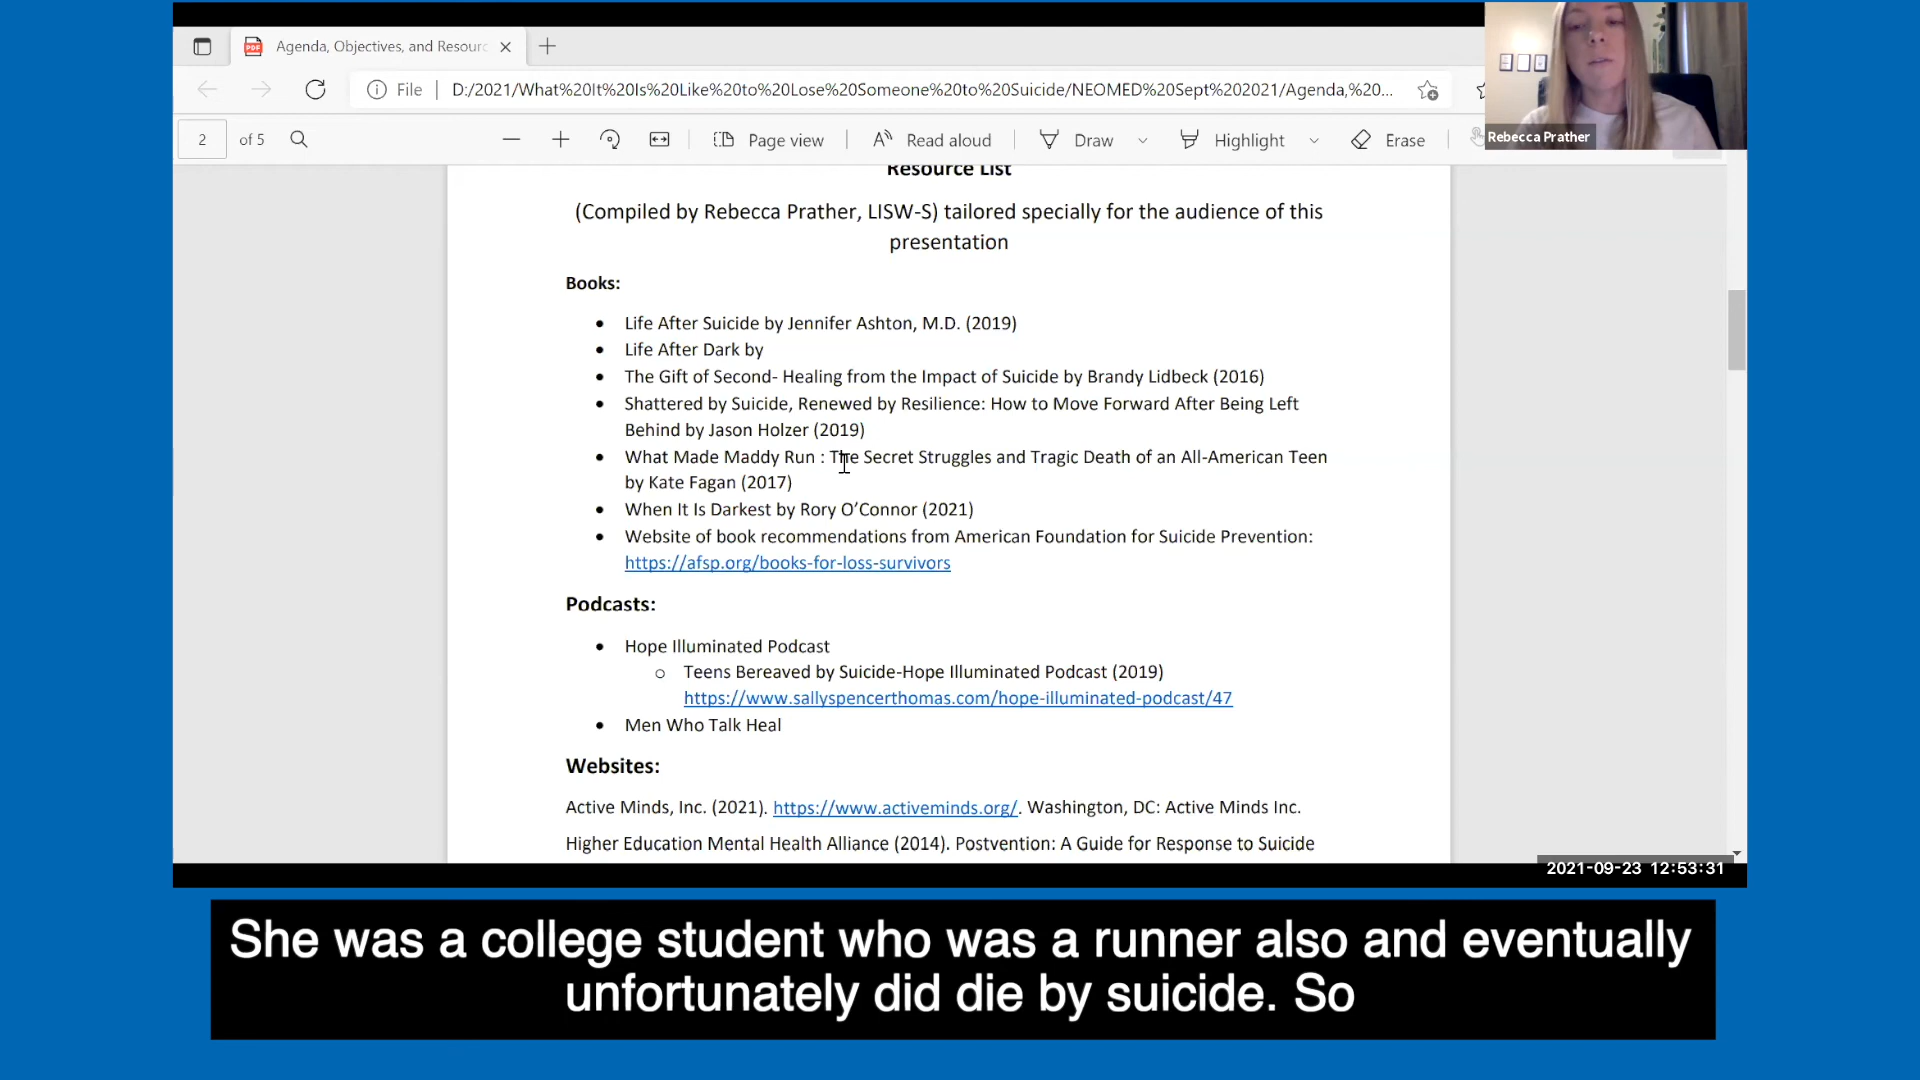 Agenda, Objectives, and Resourc
File
D:/2021/What%20It%20Is%20Like%20to%20Lose%20Someone%20to%20Suicide/NEOMED%20Sept%202021/Agenda,%20...
2 of 5
Page view
Read aloud
Draw
Highlight
Erase
Rebecca Prather
Resource List
(Compiled by Rebecca Prather, LISW-S) tailored specially for the audience of this
presentation
Books:
• Life After Suicide by Jennifer Ashton, M.D. (2019)
• Life After Dark by
• The Gift of Second- Healing from the Impact of Suicide by Brandy Lidbeck (2016)
• Shattered by Suicide, Renewed by Resilience: How to Move Forward After Being Left
Behind by Jason Holzer (2019)
• What Made Maddy Run : The Secret Struggles and Tragic Death of an All-American Teen
by Kate Fagan (2017)
• When It Is Darkest by Rory O’Connor (2021)
• Website of book recommendations from American Foundation for Suicide Prevention:
https://afsp.org/books-for-loss-survivors
Podcasts:
• Hope Illuminated Podcast
o Teens Bereaved by Suicide-Hope Illuminated Podcast (2019)
https://www.sallyspencerthomas.com/hope-illuminated-podcast/47
• Men Who Talk Heal
Websites:
Active Minds, Inc. (2021). https://www.activeminds.org/. Washington, DC: Active Minds Inc.
Higher Education Mental Health Alliance (2014). Postvention: A Guide for Response to Suicide
2021-09-23 12:53:31
She was a college student who was a runner also and eventually
unfortunately did die by suicide. So